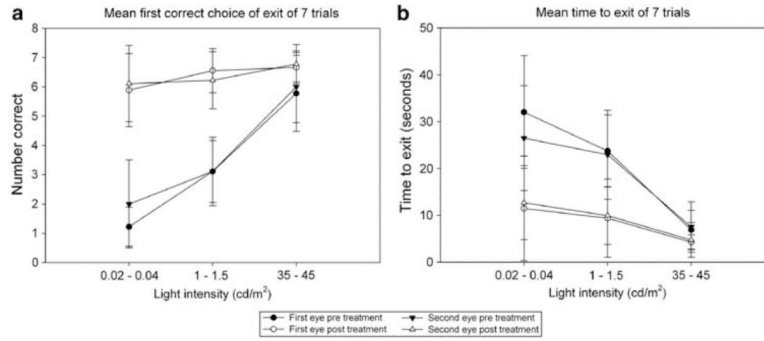 a
Mean first correct choice of exit of 7 trials
8
7
6
5
4
3
2
1
0
Number correct
0.02 - 0.04
1 - 1.5
35 - 45
Light intensity (cd/m²)
b
Mean time to exit of 7 trials
50
40
30
20
10
0
Time to exit (seconds)
0.02 - 0.04
1 - 1.5
35 - 45
Light intensity (cd/m²)
First eye pre treatment
Second eye pre treatment
First eye post treatment
Second eye post treatment